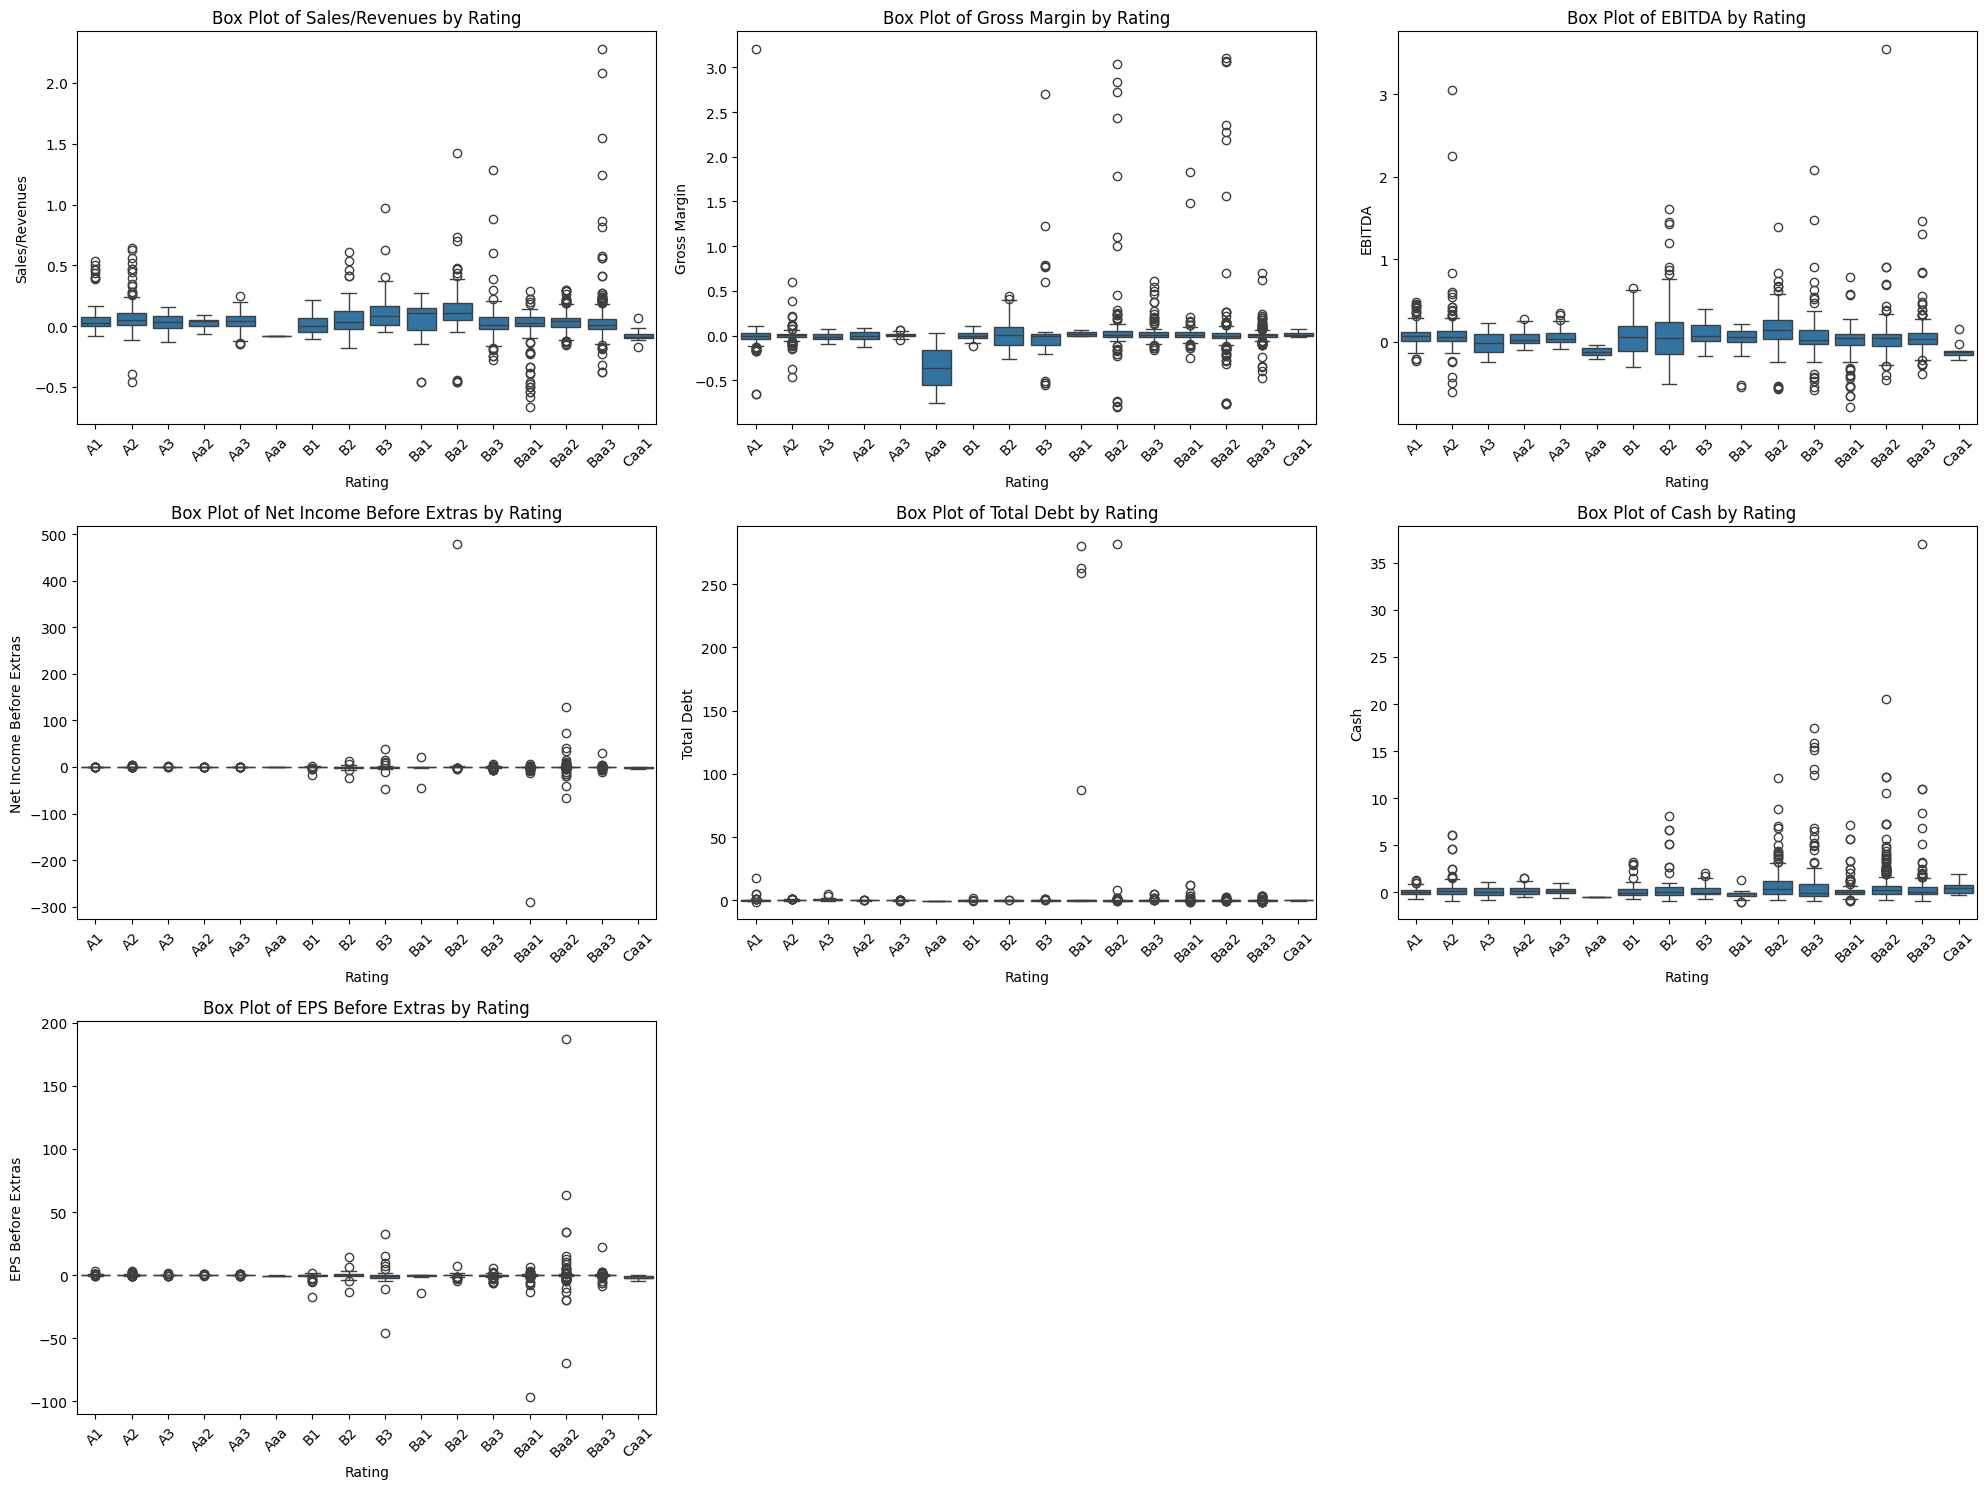 Box Plot of Sales/Revenues by Rating
Sales/Revenues
2.0
1.5
1.0
0.5
0.0
−0.5
A1 A2 A3 Aa2 Aa3 Aaa B1 B2 B3 Ba1 Ba2 Ba3 Baa1 Baa2 Baa3 Caa1
Rating
Box Plot of Gross Margin by Rating
Gross Margin
3.0
2.5
2.0
1.5
1.0
0.5
0.0
−0.5
A1 A2 A3 Aa2 Aa3 Aaa B1 B2 B3 Ba1 Ba2 Ba3 Baa1 Baa2 Baa3 Caa1
Rating
Box Plot of EBITDA by Rating
EBITDA
3
2
1
0
A1 A2 A3 Aa2 Aa3 Aaa B1 B2 B3 Ba1 Ba2 Ba3 Baa1 Baa2 Baa3 Caa1
Rating
Box Plot of Net Income Before Extras by Rating
Net Income Before Extras
500
400
300
200
100
0
−100
−200
−300
A1 A2 A3 Aa2 Aa3 Aaa B1 B2 B3 Ba1 Ba2 Ba3 Baa1 Baa2 Baa3 Caa1
Rating
Box Plot of Total Debt by Rating
Total Debt
250
200
150
100
50
0
A1 A2 A3 Aa2 Aa3 Aaa B1 B2 B3 Ba1 Ba2 Ba3 Baa1 Baa2 Baa3 Caa1
Rating
Box Plot of Cash by Rating
Cash
35
30
25
20
15
10
5
0
A1 A2 A3 Aa2 Aa3 Aaa B1 B2 B3 Ba1 Ba2 Ba3 Baa1 Baa2 Baa3 Caa1
Rating
Box Plot of EPS Before Extras by Rating
EPS Before Extras
200
150
100
50
0
−50
−100
A1 A2 A3 Aa2 Aa3 Aaa B1 B2 B3 Ba1 Ba2 Ba3 Baa1 Baa2 Baa3 Caa1
Rating